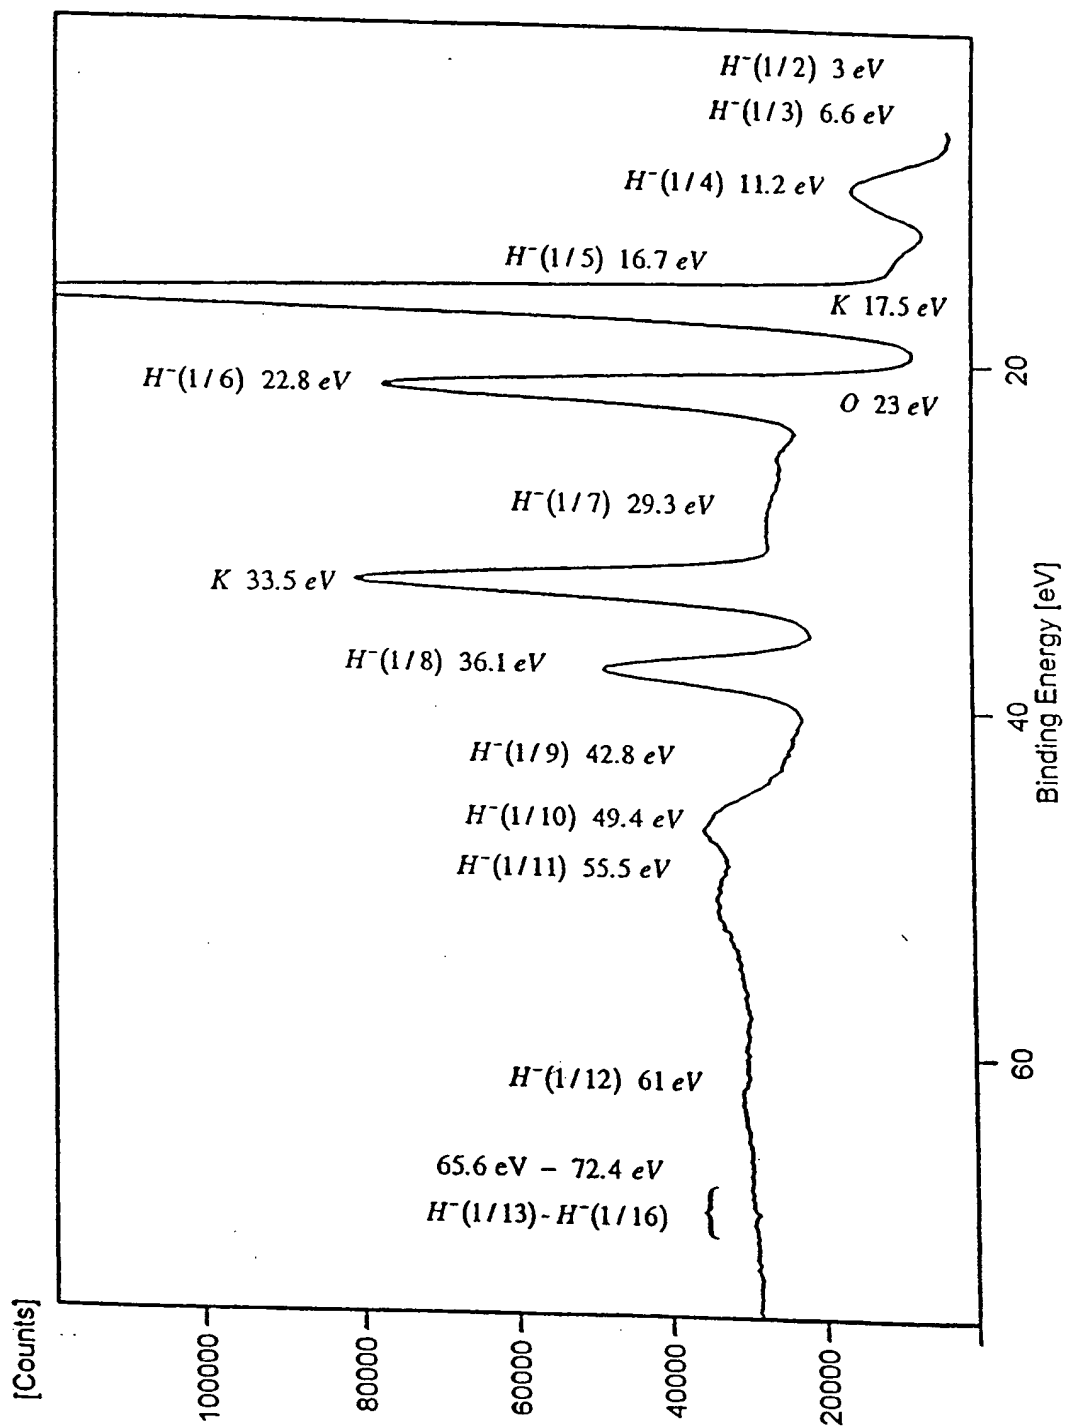 H⁻(1/2) 3 eV
H⁻(1/3) 6.6 eV
H⁻(1/4) 11.2 eV
H⁻(1/5) 16.7 eV
K 17.5 eV
H⁻(1/6) 22.8 eV
O 23 eV
H⁻(1/7) 29.3 eV
K 33.5 eV
H⁻(1/8) 36.1 eV
H⁻(1/9) 42.8 eV
H⁻(1/10) 49.4 eV
H⁻(1/11) 55.5 eV
H⁻(1/12) 61 eV
65.6 eV – 72.4 eV
H⁻(1/13) - H⁻(1/16) {
20
40
60
Binding Energy [eV]
[Counts]
100000
80000
60000
40000
20000